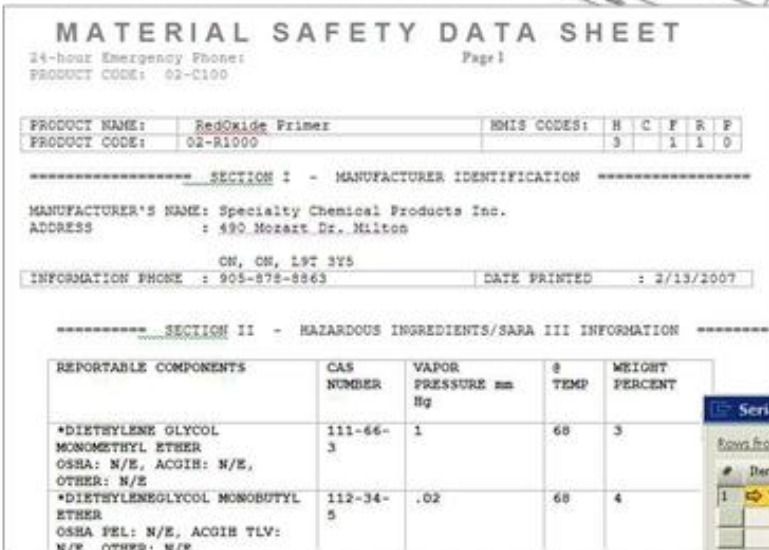 MATERIAL SAFETY DATA SHEET
24-hour Emergency Phone: Page 1
PRODUCT CODE: 02-C100
PRODUCT NAME: RedOxide Primer HMIS CODES: H C F R P
PRODUCT CODE: 02-R1000 3 1 1 0
SECTION I - MANUFACTURER IDENTIFICATION
MANUFACTURER'S NAME: Specialty Chemical Products Inc.
ADDRESS : 490 Mozart Dr. Milton
ON, ON, L9T 3Y5
INFORMATION PHONE : 905-878-8863 DATE PRINTED : 2/13/2007
SECTION II - HAZARDOUS INGREDIENTS/SARA III INFORMATION
REPORTABLE COMPONENTS CAS VAPOR @ WEIGHT
NUMBER PRESSURE mm TEMP PERCENT
Hg
*DIETHYLENE GLYCOL 111-66- 1 68 3
MONOMETHYL ETHER 3
OSHA: N/E, ACGIH: N/E,
OTHER: N/E
*DIETHYLENEGLYCOL MONOBUTYL 112-34- .02 68 4
ETHER 5
OSHA PEL: N/E, ACGIH TLV:
N/E, OTHER: N/E
Seria
Rows fro
# Iter
1